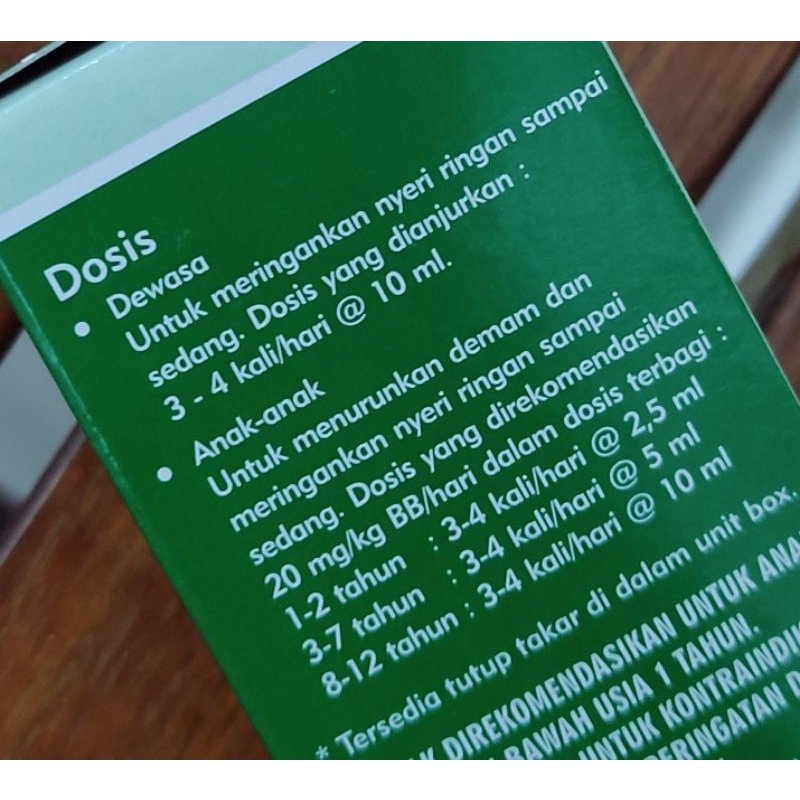 Dosis
• Dewasa
Untuk meringankan nyeri ringan sampai
sedang. Dosis yang dianjurkan :
3 - 4 kali/hari @ 10 ml.
• Anak-anak
Untuk menurunkan demam dan
meringankan nyeri ringan sampai
sedang. Dosis yang direkomendasikan
20 mg/kg BB/hari dalam dosis terbagi :
1-2 tahun : 3-4 kali/hari @ 2,5 ml
3-7 tahun : 3-4 kali/hari @ 5 ml
8-12 tahun : 3-4 kali/hari @ 10 ml
* Tersedia tutup takar di dalam unit box.
DIREKOMENDASIKAN UNTUK
BAWAH USIA 1 TAHUN.
UNTUK